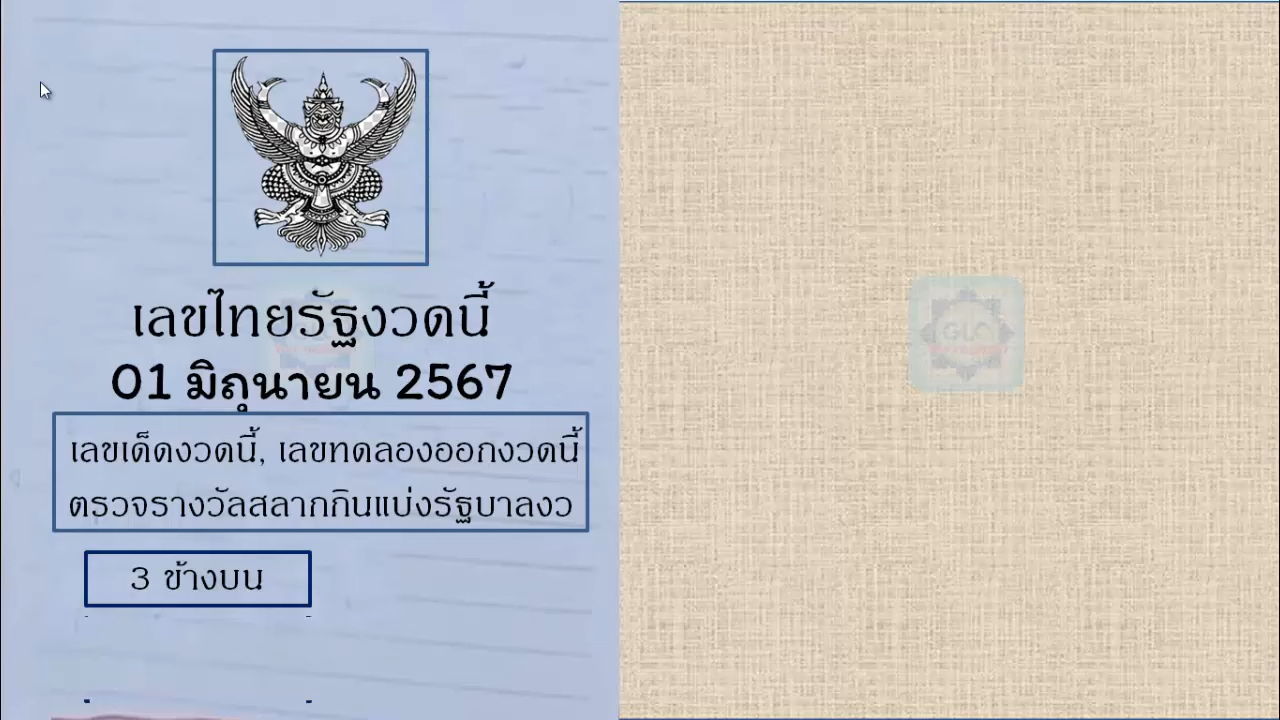 เลขไทยรัฐงวดนี้
01 มิถุนายน 2567
เลขเด็ดงวดนี้, เลขทดลองออกงวดนี้
ตรวจรางวัลสลากกินแบ่งรัฐบาลงว
3 ข้างบน
GLO